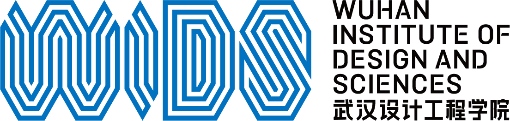 WIDS
WUHAN
INSTITUTE OF
DESIGN AND
SCIENCES
武汉设计工程学院